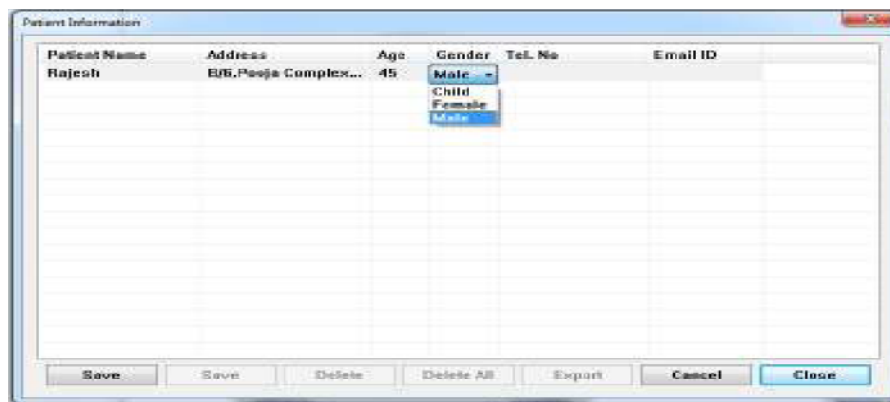 Patient Information
Patient Name Address Age Gender Tel. No Email ID
Rajesh B/6,Pooja Complex... 45 Male
Child
Female
Male
Save Save Delete Delete All Export Cancel Close